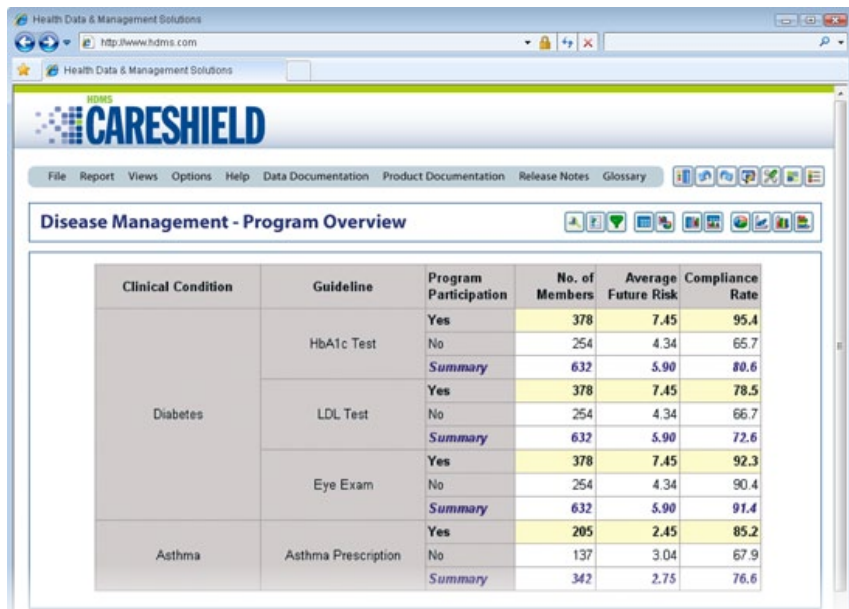 Health Data & Management Solutions
http://www.hdms.com
Health Data & Management Solutions
HDMS
CARESHIELD
File Report Views Options Help Data Documentation Product Documentation Release Notes Glossary
Disease Management - Program Overview
Clinical Condition Guideline Program Participation No. of Members Average Future Risk Compliance Rate
Diabetes HbA1c Test Yes 378 7.45 95.4
No 254 4.34 65.7
Summary 632 5.90 80.6
LDL Test Yes 378 7.45 78.5
No 254 4.34 66.7
Summary 632 5.90 72.6
Eye Exam Yes 378 7.45 92.3
No 254 4.34 90.4
Summary 632 5.90 91.4
Asthma Asthma Prescription Yes 205 2.45 85.2
No 137 3.04 67.9
Summary 342 2.75 76.6